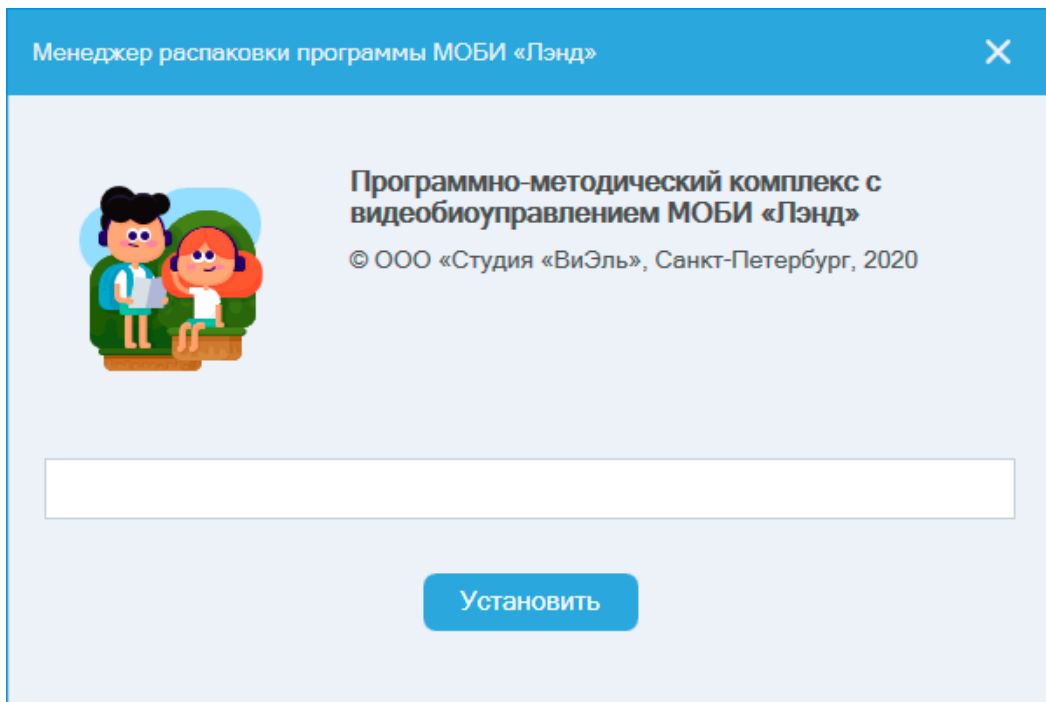 Менеджер распаковки программы МОБИ «Лэнд»
Программно-методический комплекс с
видеобиоуправлением МОБИ «Лэнд»
© ООО «Студия «ВиЭль», Санкт-Петербург, 2020
Установить